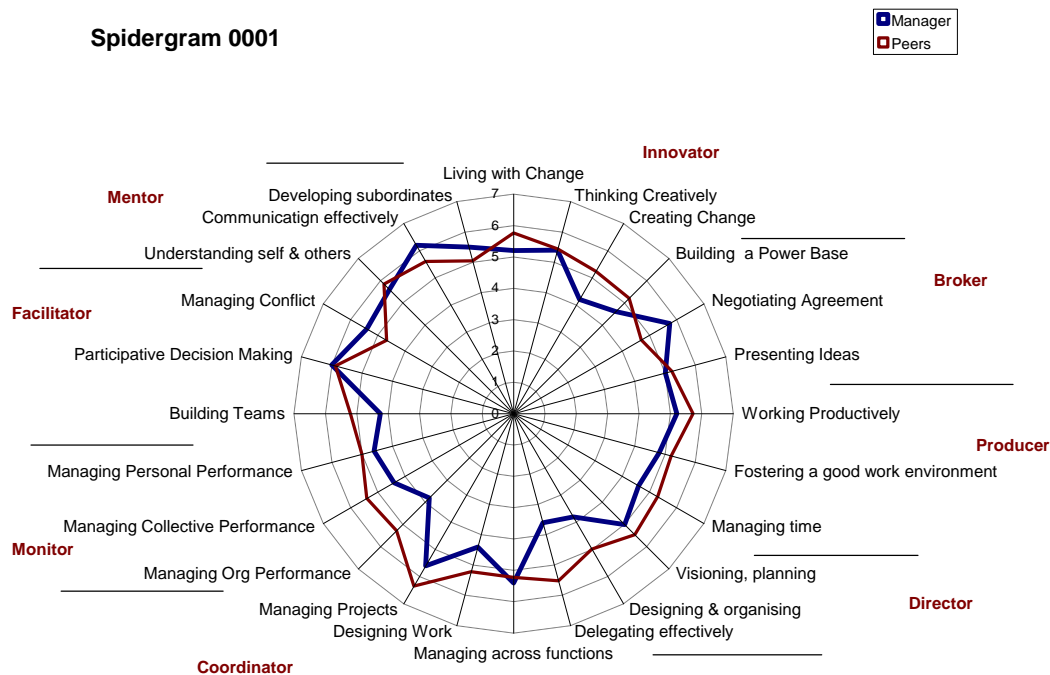 Spidergram 0001
Manager
Peers
Innovator
Living with Change
Mentor
Developing subordinates
Thinking Creatively
Communicatign effectively
Creating Change
Understanding self & others
Building  a Power Base
Broker
Managing Conflict
Negotiating Agreement
Facilitator
Participative Decision Making
Presenting Ideas
Building Teams
Working Productively
Producer
Managing Personal Performance
Fostering a good work environment
Managing Collective Performance
Managing time
Monitor
Managing Org Performance
Visioning, planning
Director
Managing Projects
Designing & organising
Designing Work
Delegating effectively
Managing across functions
Coordinator
7
6
5
4
3
2
1
0